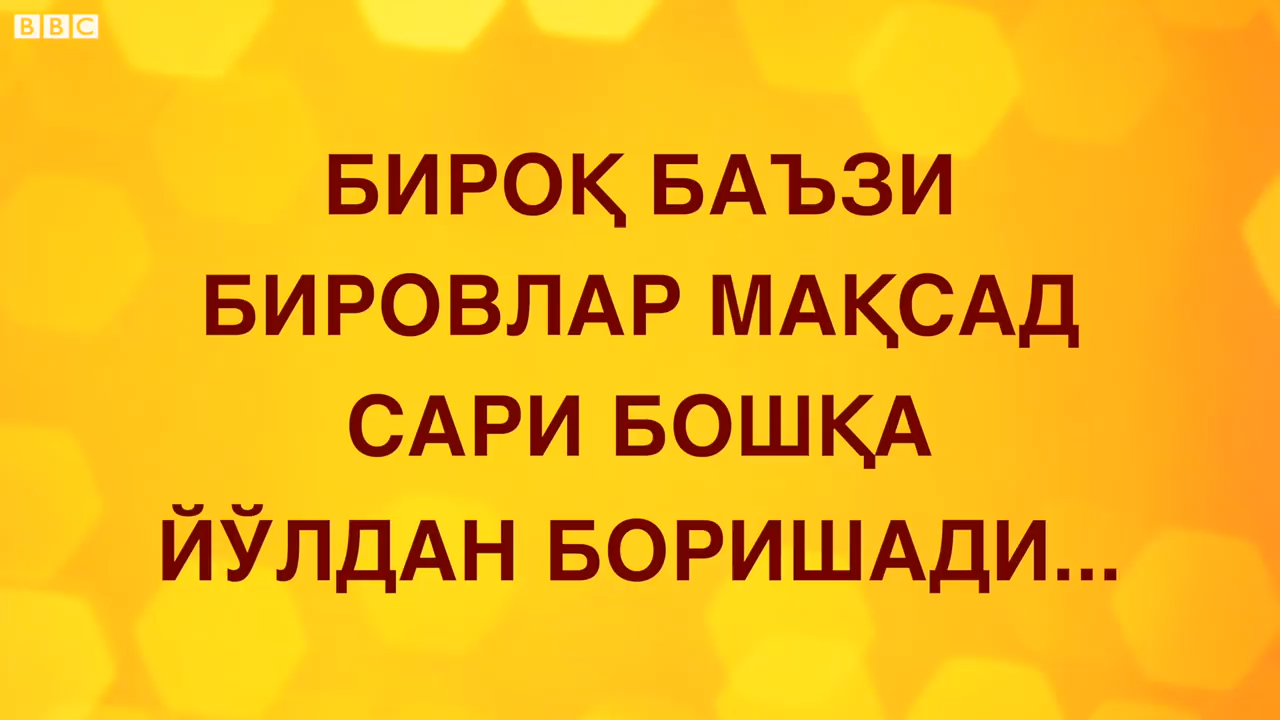 BBC
БИРОҚ БАЪЗИ
БИРОВЛАР МАҚСАД
САРИ БОШҚА
ЙЎЛДАН БОРИШАДИ...